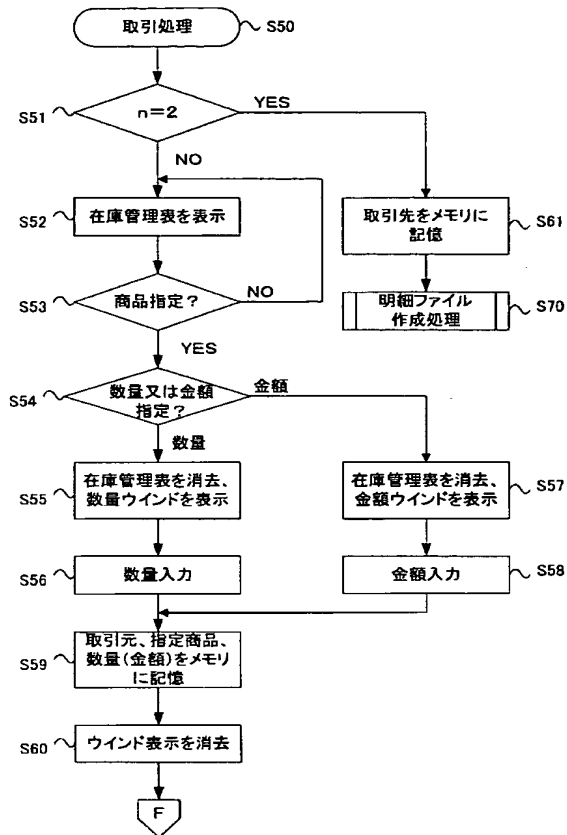 取引処理
S50
n=2
S51
YES
NO
在庫管理表を表示
S52
取引先をメモリに
記憶
S61
商品指定?
S53
NO
明細ファイル
作成処理
S70
YES
数量又は金額
指定?
S54
金額
数量
在庫管理表を消去、
数量ウインドを表示
S55
在庫管理表を消去、
金額ウインドを表示
S57
数量入力
S56
金額入力
S58
取引元、指定商品、
数量(金額)をメモリ
に記憶
S59
ウインド表示を消去
S60
F